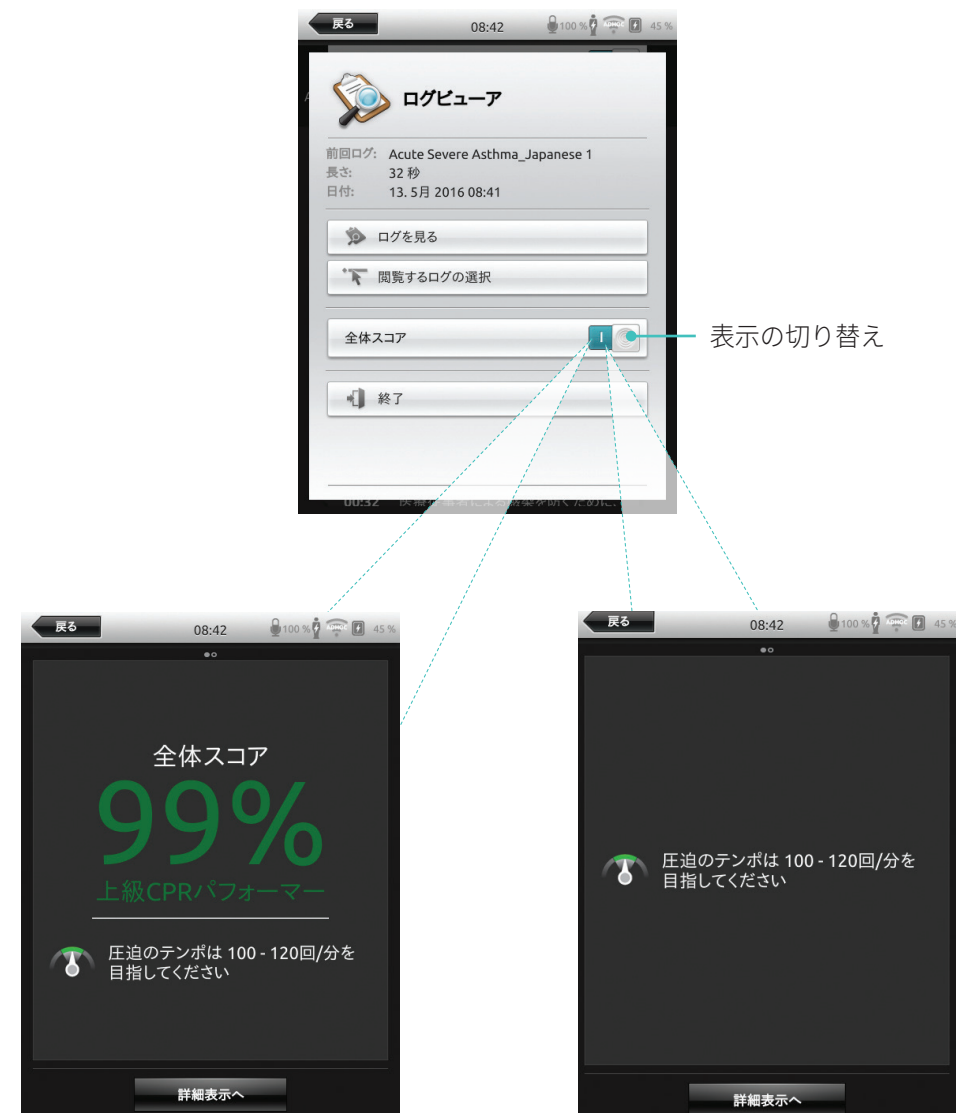 戻る
08:42
100 %
45 %
ログビューア
前回ログ: Acute Severe Asthma_Japanese 1
長さ: 32 秒
日付: 13. 5月 2016 08:41
ログを見る
閲覧するログの選択
全体スコア
I
表示の切り替え
終了
00:32
戻る
08:42
100 %
45 %
全体スコア
99%
上級CPRパフォーマー
圧迫のテンポは 100 - 120回/分を
目指してください
詳細表示へ
戻る
08:42
100 %
45 %
圧迫のテンポは 100 - 120回/分を
目指してください
詳細表示へ